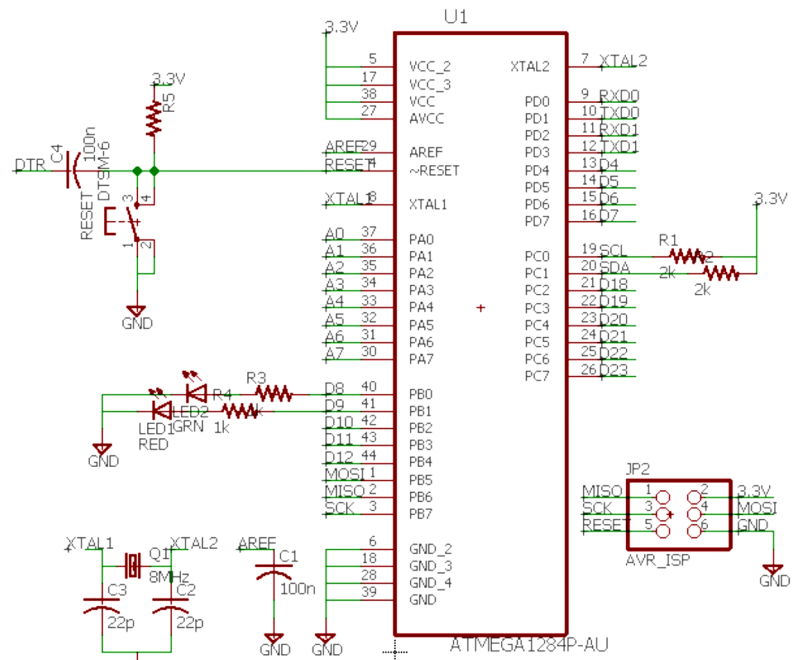 U1
3.3V
5 VCC_2 XTAL2 7 XTAL2
17 VCC_3
38 VCC PD0 9 RXD0
27 AVCC PD1 10 TXD0
PD2 11 RXD1
AREF 29 AREF PD3 12 TXD1
RESET 4 ~RESET PD4 13 D4
PD5 14 D5
XTAL1 8 XTAL1 PD6 15 D6
PD7 16 D7
A0 37 PA0
A1 36 PA1 PC0 19 SCL
A2 35 PA2 PC1 20 SDA
A3 34 PA3 PC2 21 D18
A4 33 PA4 PC3 22 D19
A5 32 PA5 PC4 23 D20
A6 31 PA6 PC5 24 D21
A7 30 PA7 PC6 25 D22
PC7 26 D23
D8 40 PB0
D9 41 PB1
D10 42 PB2
D11 43 PB3
D12 44 PB4
MOSI 1 PB5
MISO 2 PB6
SCK 3 PB7
6 GND_2
18 GND_3
28 GND_4
39 GND
GND
ATMEGA1284P-AU
3.3V
R5
C4
100n
DTR
DTSM-6
RESET
3 4
1 2
GND
3.3V
R1
2k
2k
R3
R4
LED2
GRN
1k
LED1
RED
GND
XTAL1 XTAL2
Q1
8MHz
C3 C2
22p 22p
AREF
C1
100n
GND
JP2
MISO 1 2 3.3V
SCK 3 4 MOSI
RESET 5 6 GND
AVR_ISP
GND